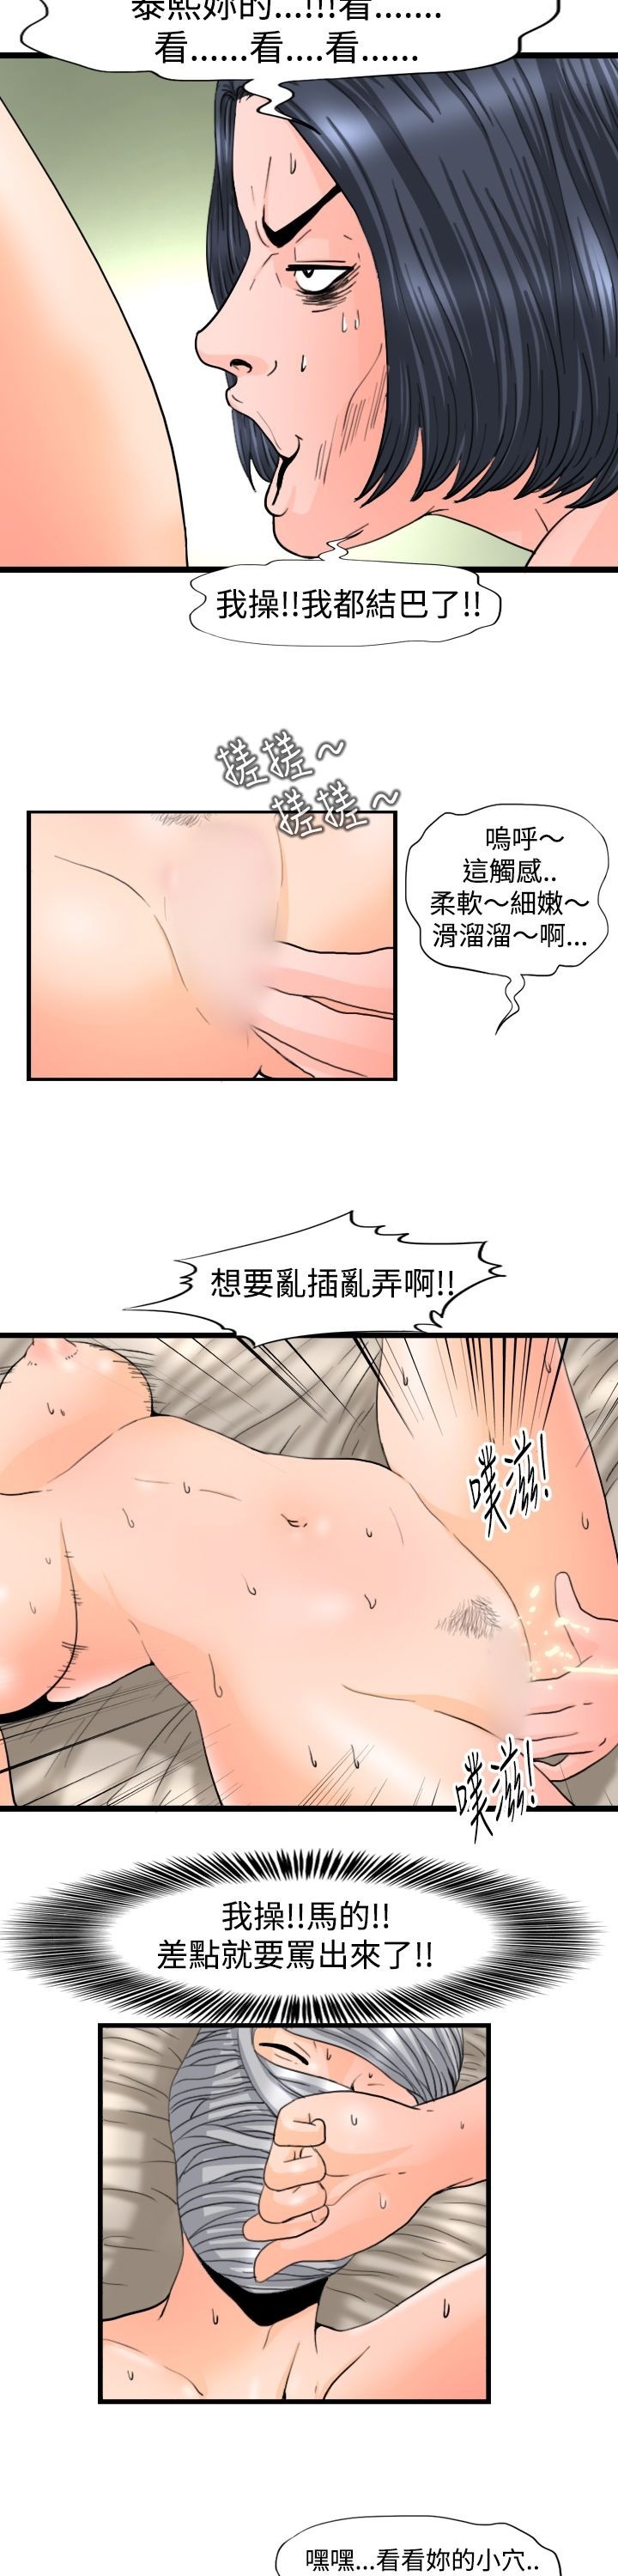 泰熙妳的...!!!看.......
看......看....看......
我操!!我都結巴了!!
搓搓~
搓搓~
嗚呼~
這觸感..
柔軟~細嫩~
滑溜溜~啊...
想要亂插亂弄啊!!
噗滋!
噗滋!
我操!!馬的!!
差點就要罵出來了!!
嘿嘿...看看妳的小穴..